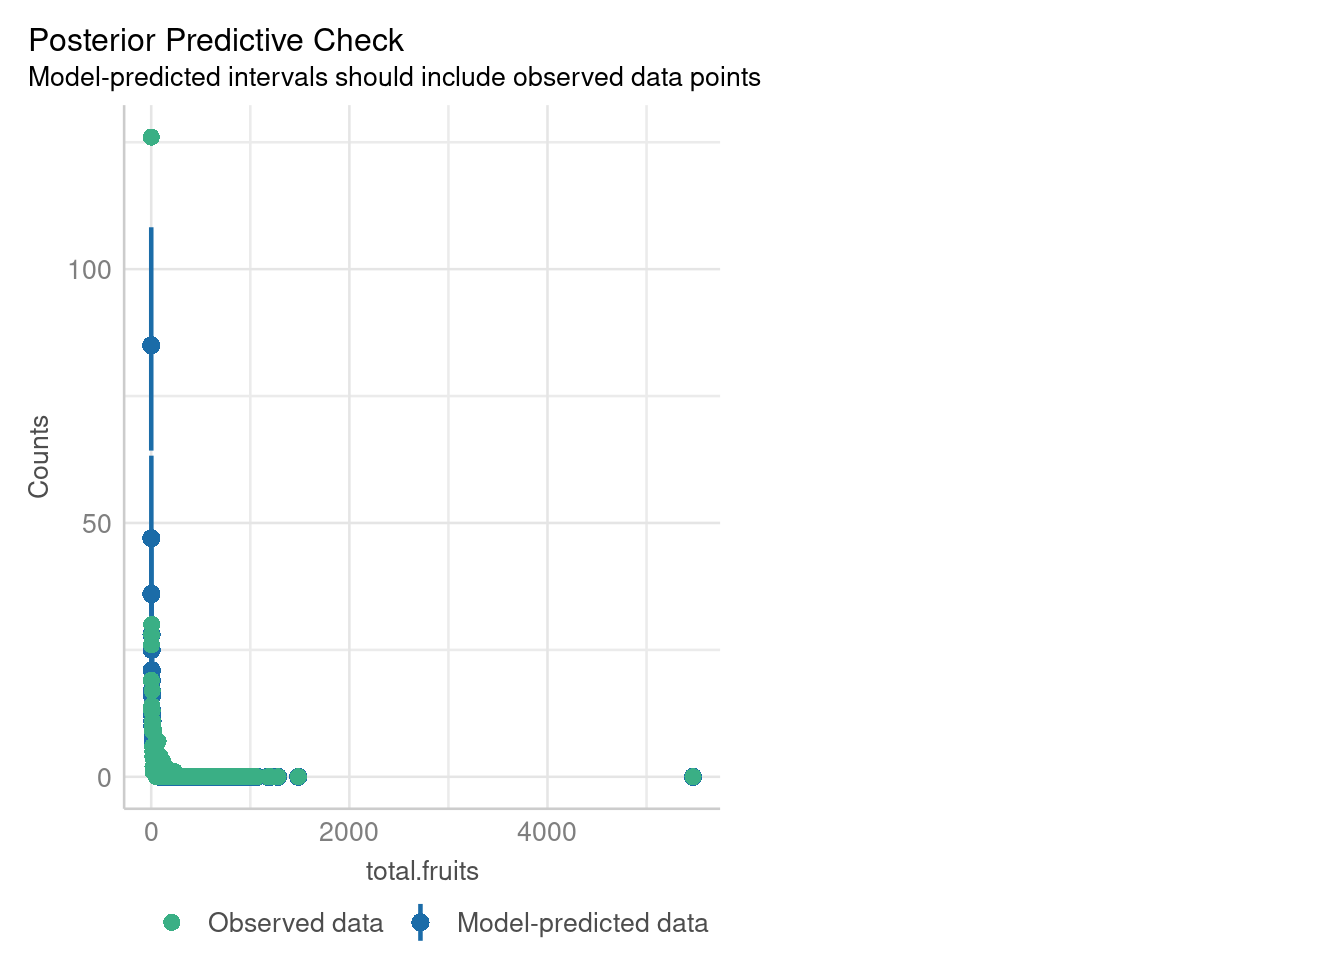 Posterior Predictive Check
Model-predicted intervals should include observed data points
Counts
100
50
0
0 2000 4000
total.fruits
Observed data Model-predicted data